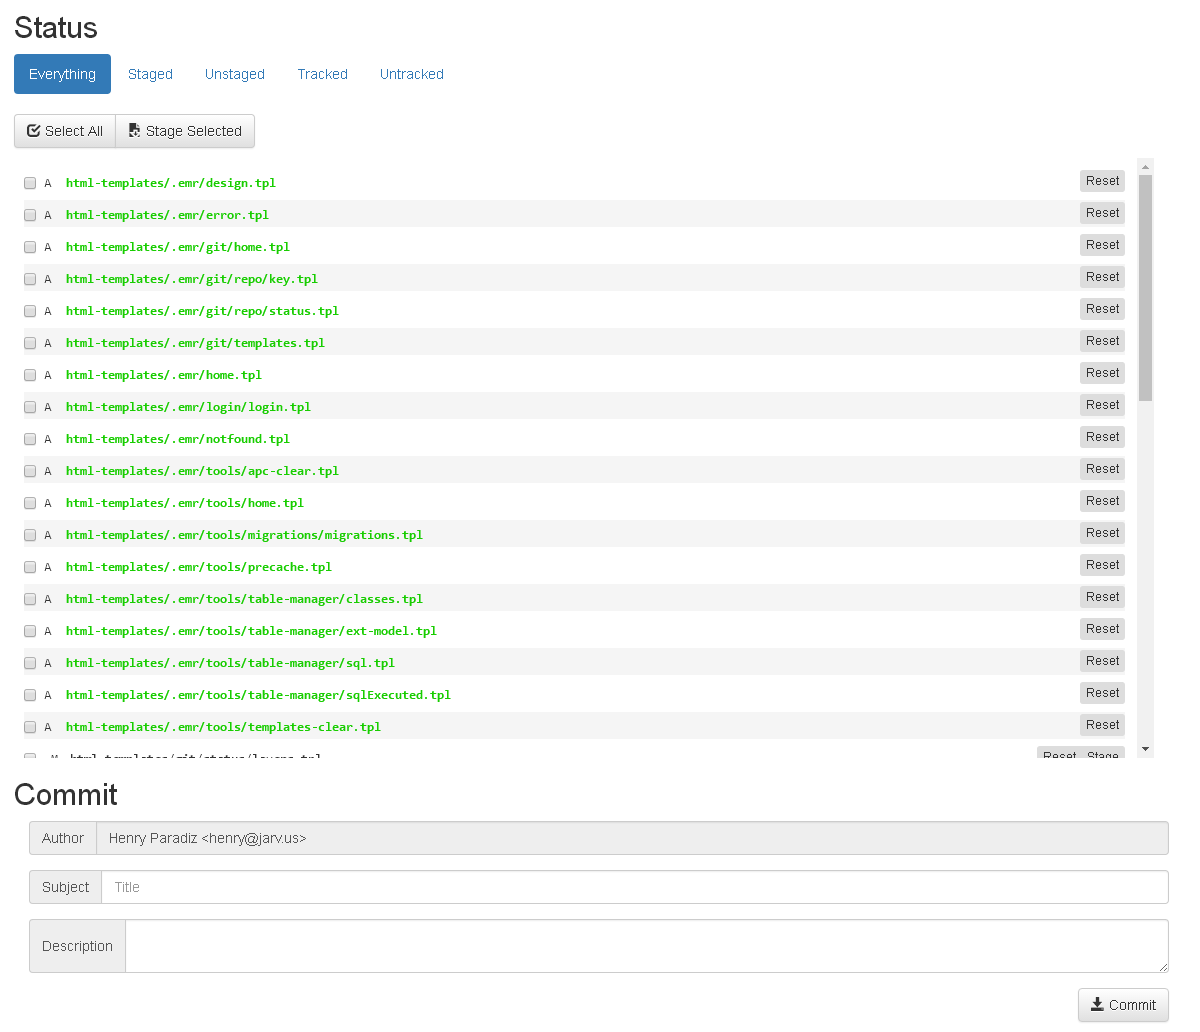 Status
Everything Staged Unstaged Tracked Untracked
Select All Stage Selected
A html-templates/.emr/design.tpl Reset
A html-templates/.emr/error.tpl Reset
A html-templates/.emr/git/home.tpl Reset
A html-templates/.emr/git/repo/key.tpl Reset
A html-templates/.emr/git/repo/status.tpl Reset
A html-templates/.emr/git/templates.tpl Reset
A html-templates/.emr/home.tpl Reset
A html-templates/.emr/login/login.tpl Reset
A html-templates/.emr/notfound.tpl Reset
A html-templates/.emr/tools/apc-clear.tpl Reset
A html-templates/.emr/tools/home.tpl Reset
A html-templates/.emr/tools/migrations/migrations.tpl Reset
A html-templates/.emr/tools/precache.tpl Reset
A html-templates/.emr/tools/table-manager/classes.tpl Reset
A html-templates/.emr/tools/table-manager/ext-model.tpl Reset
A html-templates/.emr/tools/table-manager/sql.tpl Reset
A html-templates/.emr/tools/table-manager/sqlExecuted.tpl Reset
A html-templates/.emr/tools/templates-clear.tpl Reset
Reset Stage
Commit
Author Henry Paradiz <henry@jarv.us>
Subject Title
Description
Commit